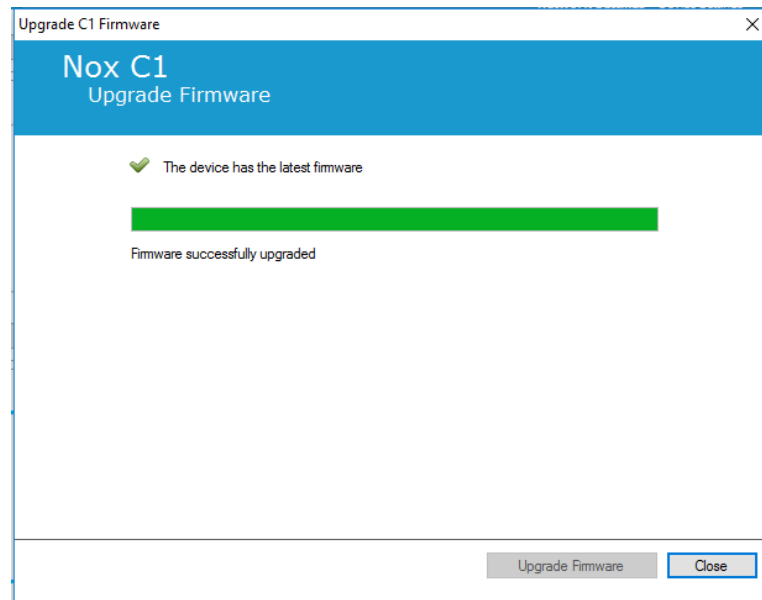 Upgrade C1 Firmware
Nox C1
Upgrade Firmware
The device has the latest firmware
Firmware successfully upgraded
Upgrade Firmware
Close